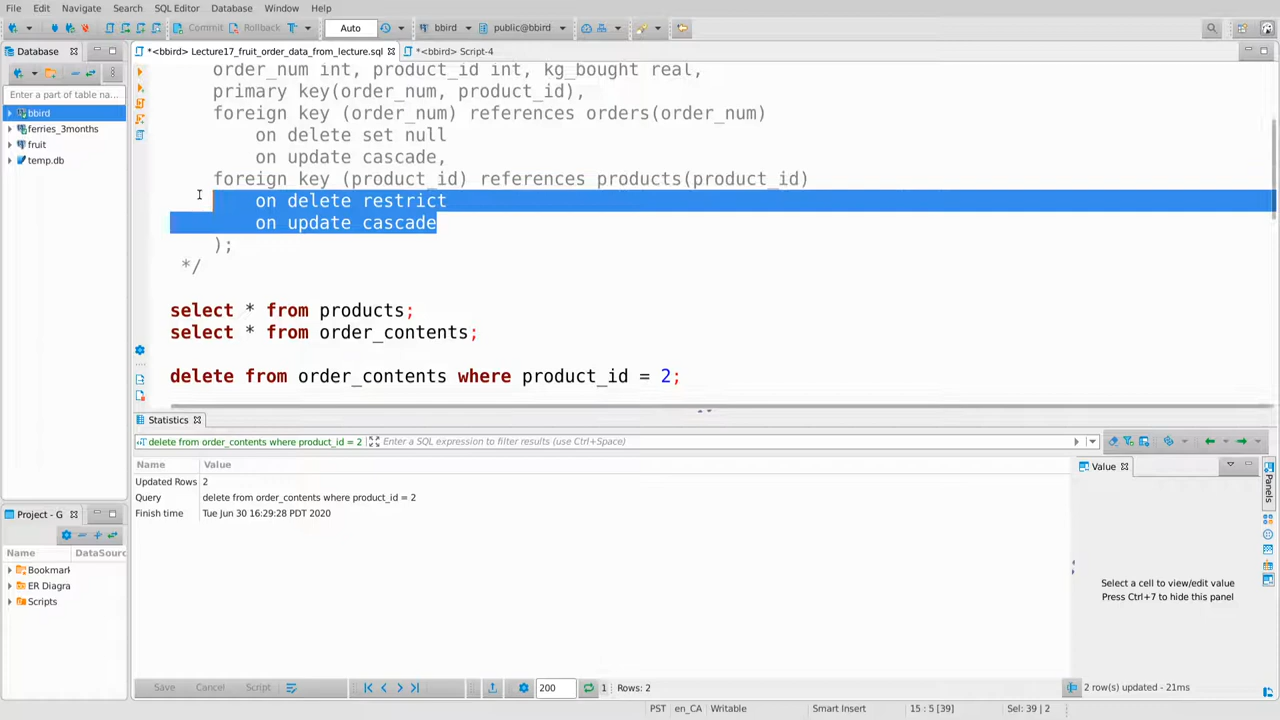 File Edit Navigate Search SQL Editor Database Window Help
Commit Rollback Auto bbird public@bbird
Database *<bbird> Lecture17_fruit_order_data_from_lecture.sql *<bbird> Script-4
Enter a part of table na...
bbird
ferries_3months
fruit
temp.db
order_num int, product_id int, kg_bought real,
primary key(order_num, product_id),
foreign key (order_num) references orders(order_num)
on delete set null
on update cascade,
foreign key (product_id) references products(product_id)
on delete restrict
on update cascade
);
*/
select * from products;
select * from order_contents;
delete from order_contents where product_id = 2;
Statistics
delete from order_contents where product_id = 2 Enter a SQL expression to filter results (use Ctrl+Space)
Name Value
Updated Rows 2
Query delete from order_contents where product_id = 2
Finish time Tue Jun 30 16:29:28 PDT 2020
Value
Panels
Select a cell to view/edit value
Press Ctrl+7 to hide this panel
Project - G
Name DataSourc
Bookmark
ER Diagra
Scripts
Save Cancel Script 200 1 Rows: 2 2 row(s) updated - 21ms
PST en_CA Writable Smart Insert 15 : 5 [39] Sel: 39 | 2